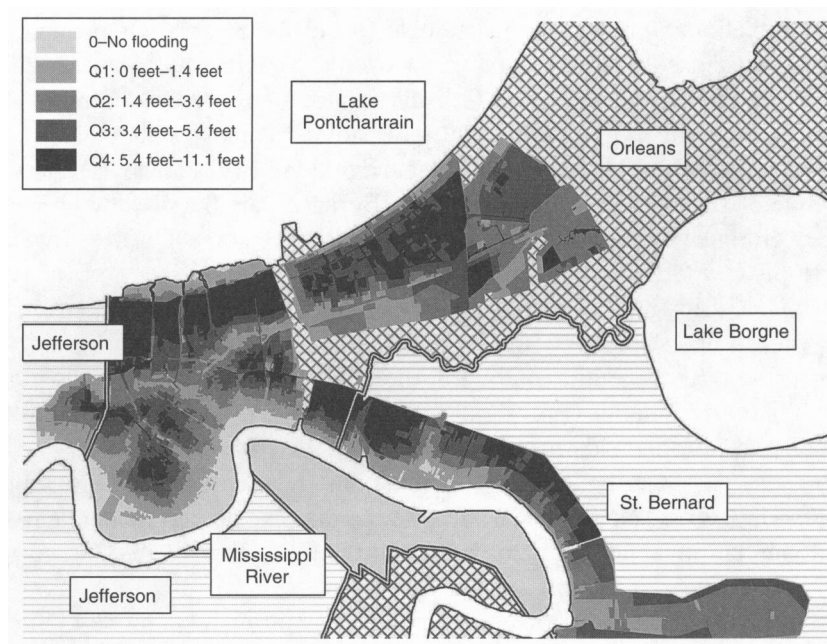 0–No flooding
Q1: 0 feet–1.4 feet
Q2: 1.4 feet–3.4 feet
Q3: 3.4 feet–5.4 feet
Q4: 5.4 feet–11.1 feet
Lake
Pontchartrain
Orleans
Jefferson
Lake Borgne
St. Bernard
Mississippi
River
Jefferson